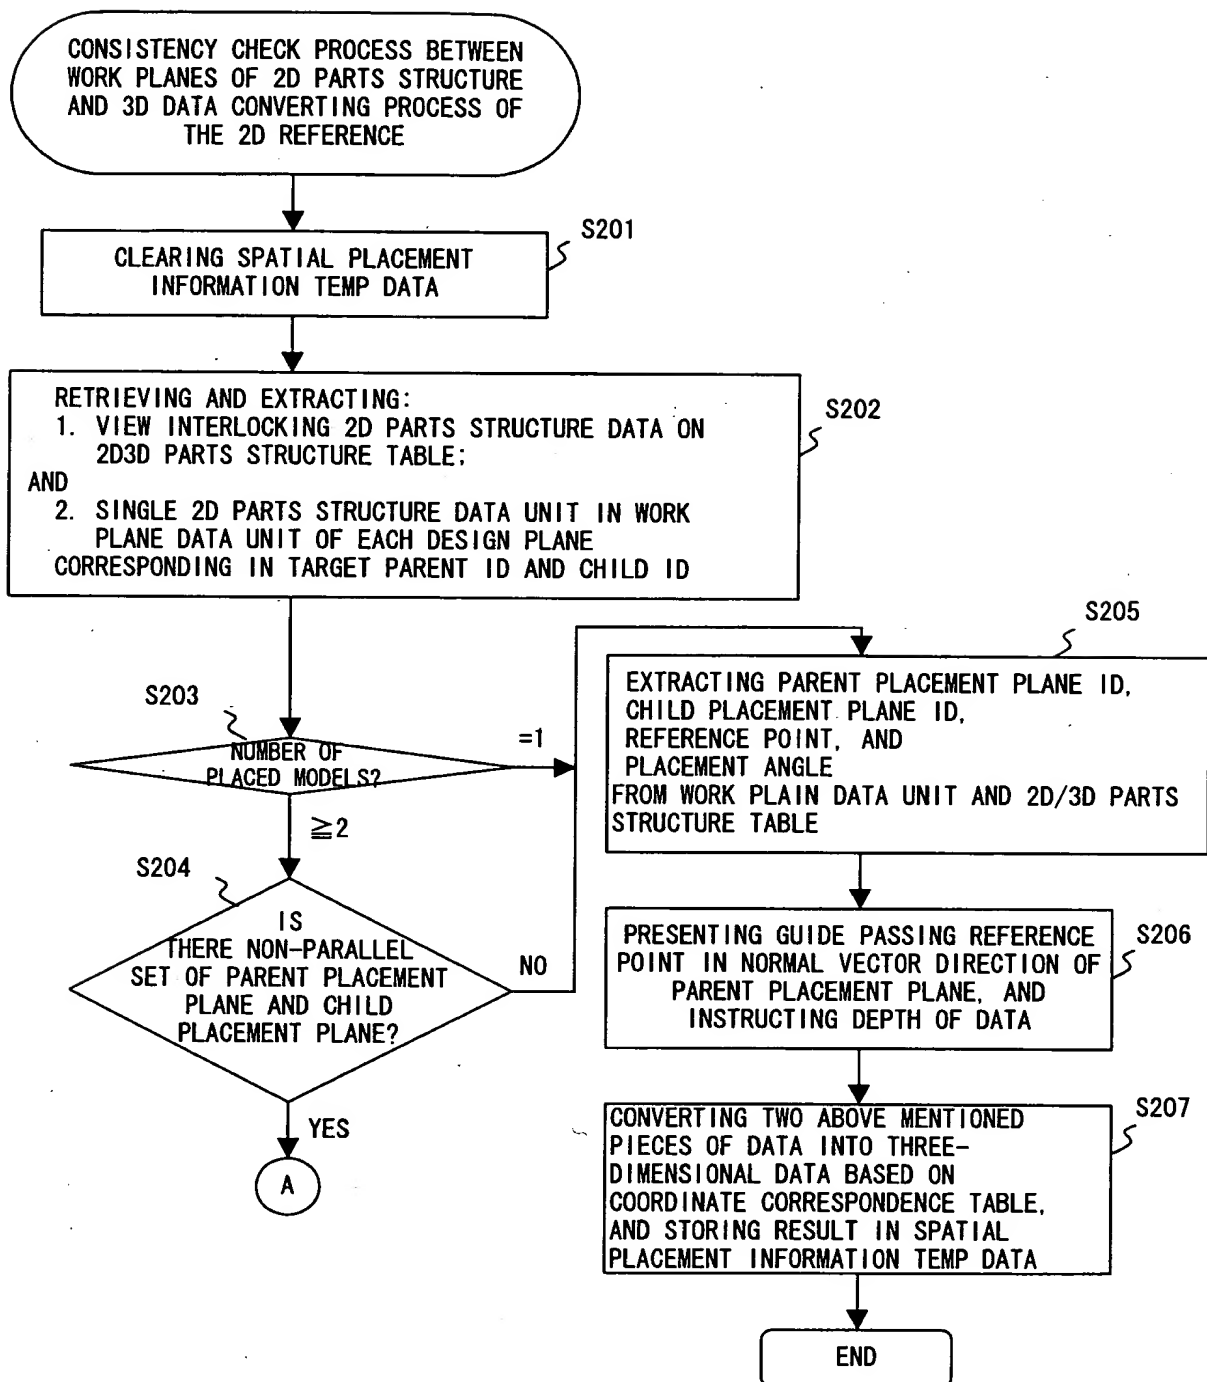 CONSISTENCY CHECK PROCESS BETWEEN
WORK PLANES OF 2D PARTS STRUCTURE
AND 3D DATA CONVERTING PROCESS OF
THE 2D REFERENCE
S201
CLEARING SPATIAL PLACEMENT
INFORMATION TEMP DATA
S202
RETRIEVING AND EXTRACTING:
1. VIEW INTERLOCKING 2D PARTS STRUCTURE DATA ON
2D3D PARTS STRUCTURE TABLE;
AND
2. SINGLE 2D PARTS STRUCTURE DATA UNIT IN WORK
PLANE DATA UNIT OF EACH DESIGN PLANE
CORRESPONDING IN TARGET PARENT ID AND CHILD ID
S203
NUMBER OF
PLACED MODELS?
=1
≧2
S204
IS
THERE NON-PARALLEL
SET OF PARENT PLACEMENT
PLANE AND CHILD
PLACEMENT PLANE?
NO
YES
A
S205
EXTRACTING PARENT PLACEMENT PLANE ID,
CHILD PLACEMENT PLANE ID,
REFERENCE POINT, AND
PLACEMENT ANGLE
FROM WORK PLAIN DATA UNIT AND 2D/3D PARTS
STRUCTURE TABLE
S206
PRESENTING GUIDE PASSING REFERENCE
POINT IN NORMAL VECTOR DIRECTION OF
PARENT PLACEMENT PLANE, AND
INSTRUCTING DEPTH OF DATA
S207
CONVERTING TWO ABOVE MENTIONED
PIECES OF DATA INTO THREE-
DIMENSIONAL DATA BASED ON
COORDINATE CORRESPONDENCE TABLE,
AND STORING RESULT IN SPATIAL
PLACEMENT INFORMATION TEMP DATA
END